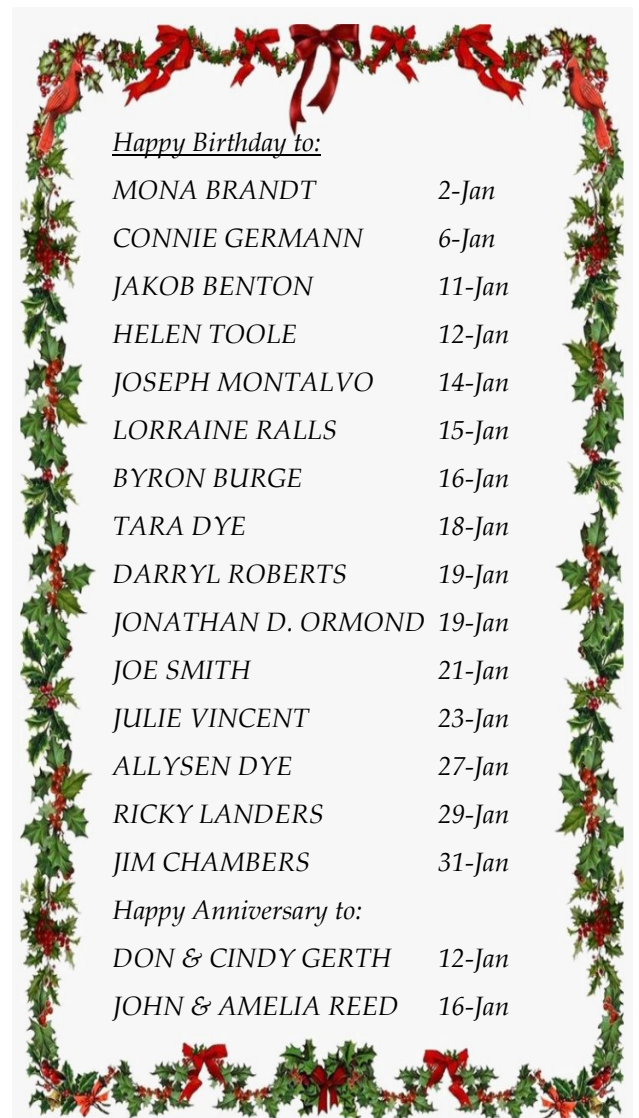 Happy Birthday to:
MONA BRANDT 2-Jan
CONNIE GERMANN 6-Jan
JAKOB BENTON 11-Jan
HELEN TOOLE 12-Jan
JOSEPH MONTALVO 14-Jan
LORRAINE RALLS 15-Jan
BYRON BURGE 16-Jan
TARA DYE 18-Jan
DARRYL ROBERTS 19-Jan
JONATHAN D. ORMOND 19-Jan
JOE SMITH 21-Jan
JULIE VINCENT 23-Jan
ALLYSEN DYE 27-Jan
RICKY LANDERS 29-Jan
JIM CHAMBERS 31-Jan
Happy Anniversary to:
DON & CINDY GERTH 12-Jan
JOHN & AMELIA REED 16-Jan